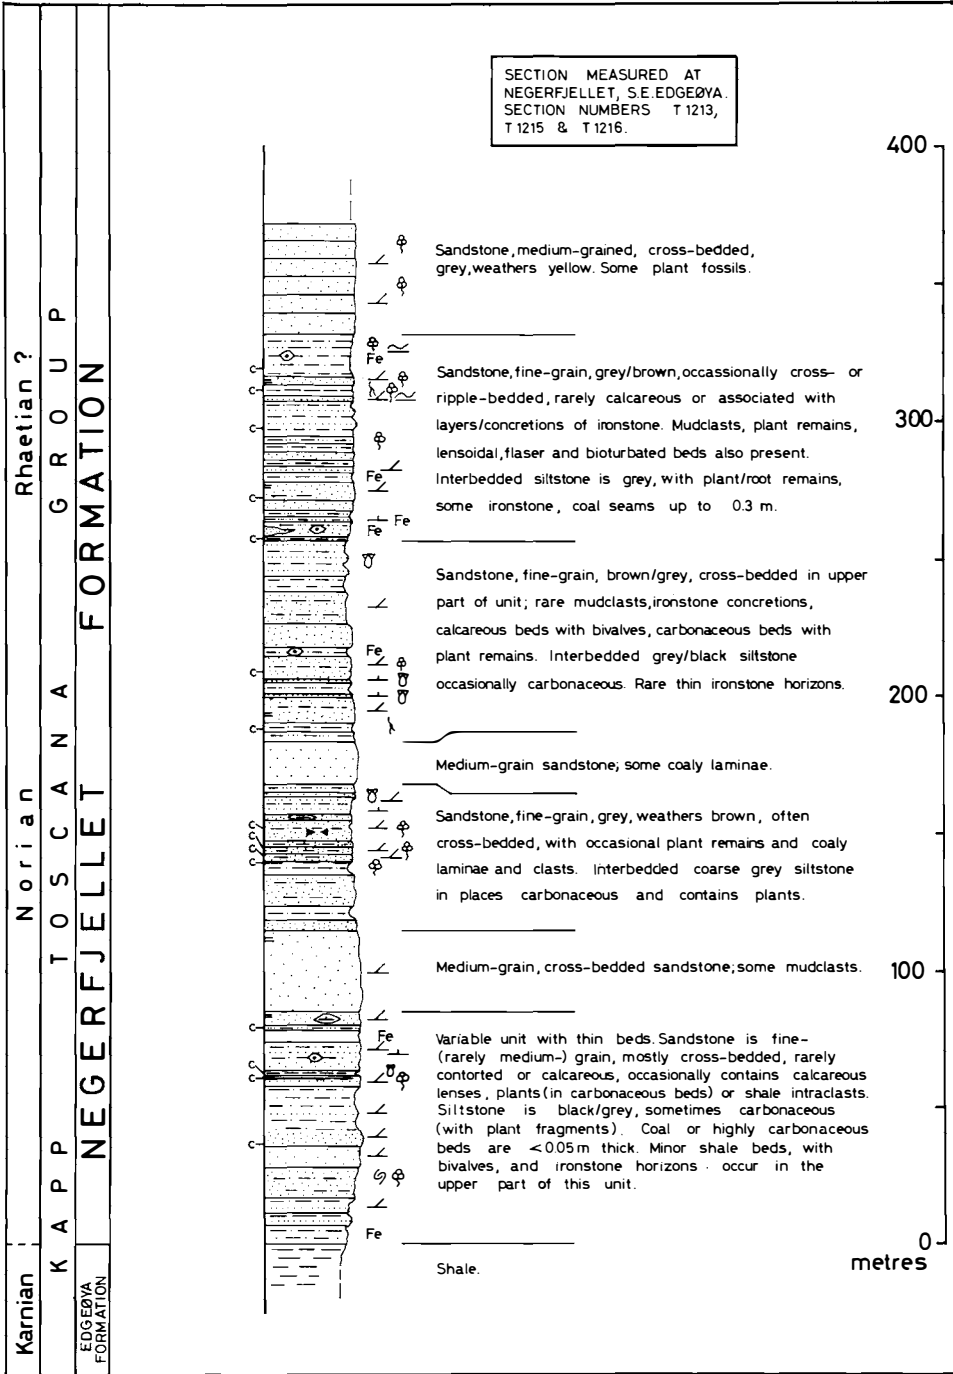 SECTION MEASURED AT
NEGERFJELLET, S.E.EDGEØYA.
SECTION NUMBERS T 1213,
T 1215 & T 1216.
400
Sandstone, medium-grained, cross-bedded,
grey, weathers yellow. Some plant fossils.
Fe
c
Sandstone, fine-grain, grey/brown, occassionally cross- or
c
ripple-bedded, rarely calcareous or associated with
300
c
layers/concretions of ironstone. Mudclasts, plant remains,
lensoidal, flaser and bioturbated beds also present.
Fe
Interbedded siltstone is grey, with plant/root remains,
c
some ironstone, coal seams up to 0.3 m.
Fe
Fe
c
Sandstone, fine-grain, brown/grey, cross-bedded in upper
part of unit; rare mudclasts, ironstone concretions,
calcareous beds with bivalves, carbonaceous beds with
Fe
plant remains. Interbedded grey/black siltstone
c
occasionally carbonaceous. Rare thin ironstone horizons.
200
c
Medium-grain sandstone; some coaly laminae.
Sandstone, fine-grain, grey, weathers brown, often
c
cross-bedded, with occasional plant remains and coaly
c
c
laminae and clasts. Interbedded coarse grey siltstone
c
in places carbonaceous and contains plants.
Medium-grain, cross-bedded sandstone; some mudclasts.
100
c
Fe
Variable unit with thin beds. Sandstone is fine-
(rarely medium-) grain, mostly cross-bedded, rarely
c
contorted or calcareous, occasionally contains calcareous
c
lenses, plants (in carbonaceous beds) or shale intraclasts.
Siltstone is black/grey, sometimes carbonaceous
(with plant fragments). Coal or highly carbonaceous
c
beds are <0.05m thick. Minor shale beds, with
bivalves, and ironstone horizons occur in the
upper part of this unit.
Fe
0
metres
Shale.
Rhaetian ?
Norian
Karnian
KAPP TOSCANA GROUP
NEGERFJELLET FORMATION
EDGEØYA
FORMATION